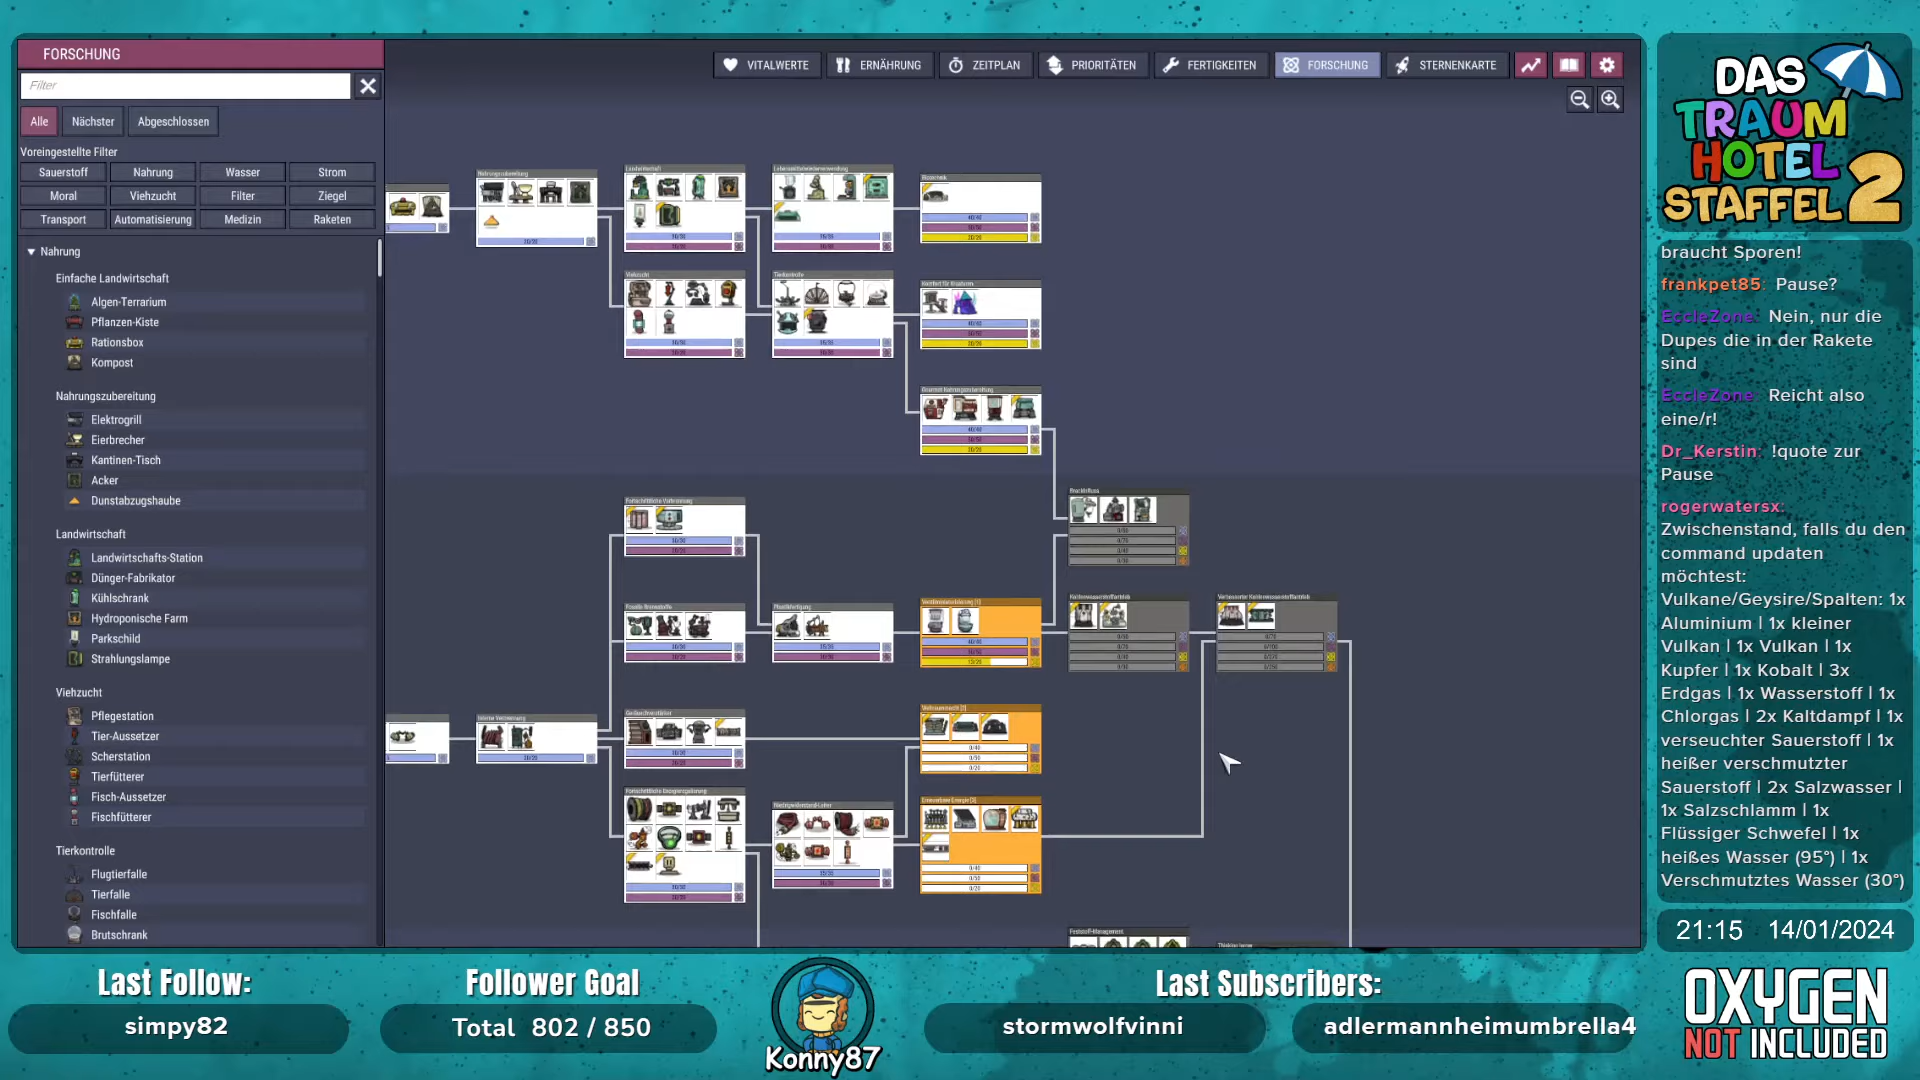 FORSCHUNG
Filter
Alle Nächster Abgeschlossen
Voreingestellte Filter
Sauerstoff Nahrung Wasser Strom
Moral Viehzucht Filter Ziegel
Transport Automatisierung Medizin Raketen
Nahrung
Einfache Landwirtschaft
Algen-Terrarium
Pflanzen-Kiste
Rationsbox
Kompost
Nahrungszubereitung
Elektrogrill
Eierbrecher
Kantinen-Tisch
Acker
Dunstabzugshaube
Landwirtschaft
Landwirtschafts-Station
Dünger-Fabrikator
Kühlschrank
Hydroponische Farm
Parkschild
Strahlungslampe
Viehzucht
Pflegestation
Tier-Aussetzer
Scherstation
Tierfütterer
Fisch-Aussetzer
Fischfütterer
Tierkontrolle
Flugtierfalle
Tierfalle
Fischfalle
Brutschrank
VITALWERTE ERNÄHRUNG ZEITPLAN PRIORITÄTEN FERTIGKEITEN FORSCHUNG STERNENKARTE
Nahrungszubereitung
Landwirtschaft
Viehzucht
Tierkontrolle
DAS
TRAUM
HOTEL
STAFFEL 2
braucht Sporen!
frankpet85: Pause?
EccleZone: Nein, nur die
Dupes die in der Rakete
sind
EccleZone: Reicht also
eine/r!
Dr_Kerstin: !quote zur
Pause
rogerwatersx:
Zwischenstand, falls du den
command updaten
möchtest:
Vulkane/Geysire/Spalten: 1x
Aluminium | 1x kleiner
Vulkan | 1x Vulkan | 1x
Kupfer | 1x Kobalt | 3x
Erdgas | 1x Wasserstoff | 1x
Chlorgas | 2x Kaltdampf | 1x
verseuchter Sauerstoff | 1x
heißer verschmutzter
Sauerstoff | 2x Salzwasser |
1x Salzschlamm | 1x
Flüssiger Schwefel | 1x
heißes Wasser (95°) | 1x
Verschmutztes Wasser (30°)
21:15 14/01/2024
Last Follow:
simpy82
Follower Goal
Total 802 / 850
Konny87
Last Subscribers:
stormwolfvinni
adlermannheimumbrella4
OXYGEN
NOT INCLUDED